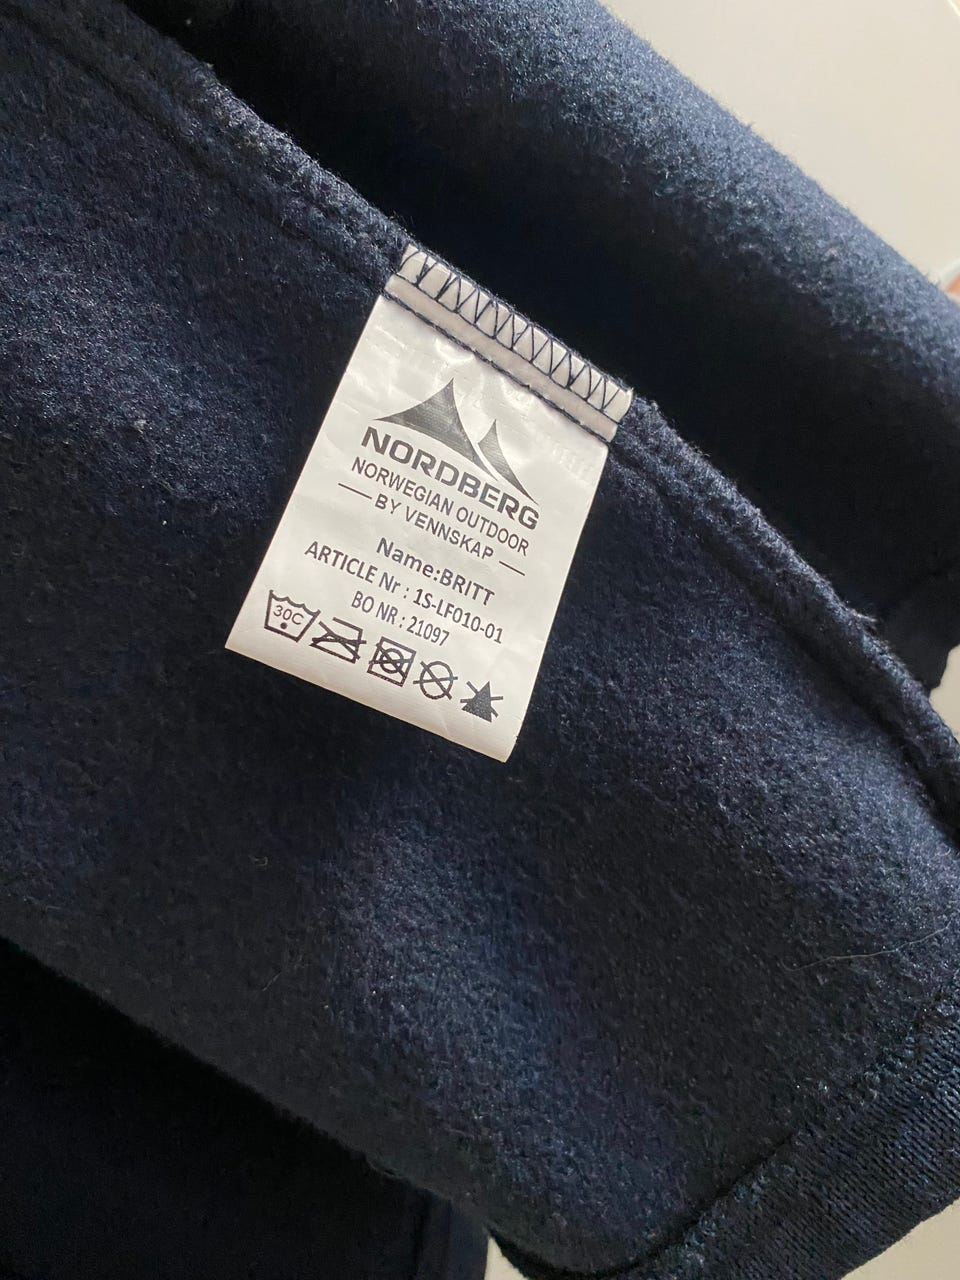 NORDBERG
NORWEGIAN OUTDOOR
BY VENNSKAP
Name:BRITT
ARTICLE Nr : 1S-LF010-01
BO NR : 21097
30C